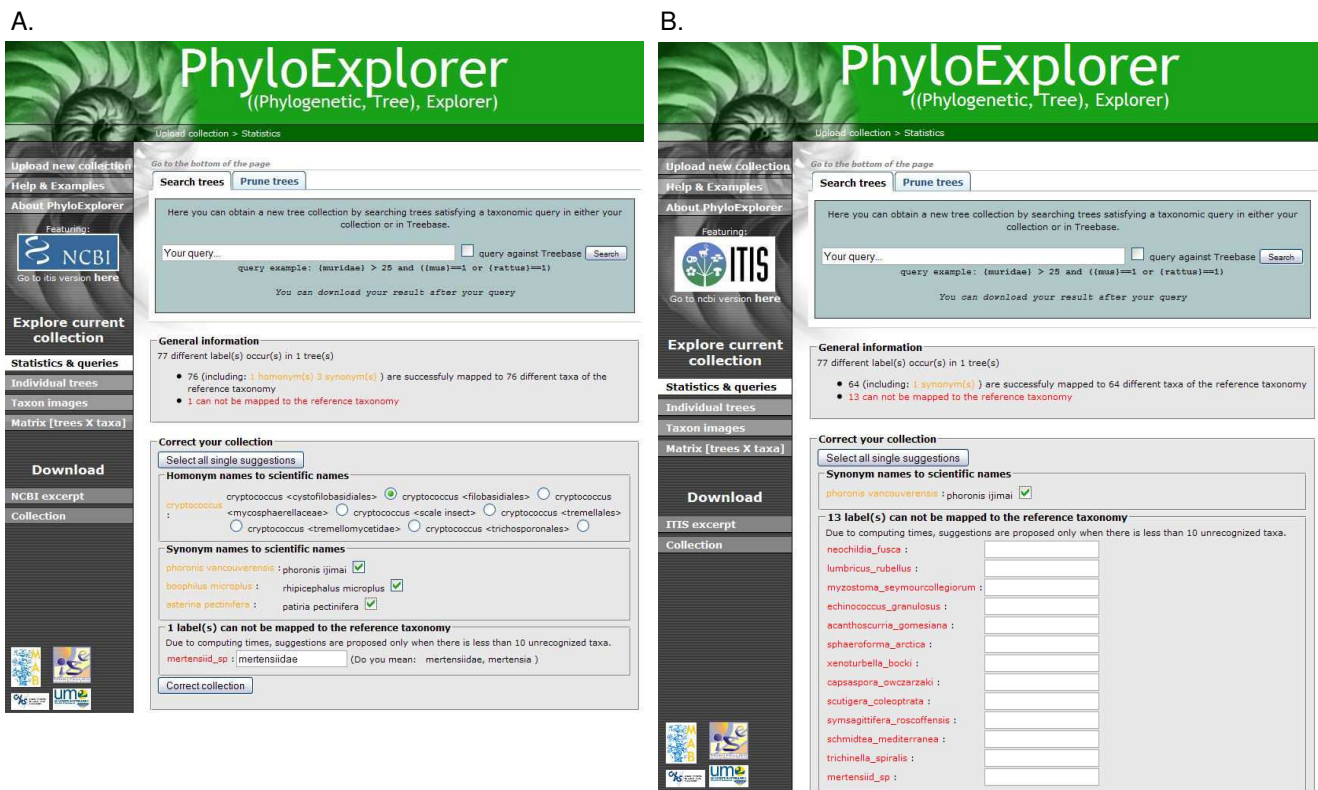 A.
PhyloExplorer
((Phylogenetic, Tree), Explorer)
Upload collection > Statistics
Upload new collection
Help & Examples
About PhyloExplorer
Featuring:
NCBI
Go to itis version here
Explore current
collection
Statistics & queries
Individual trees
Taxon images
Matrix [trees X taxa]
Download
NCBI excerpt
Collection
Go to the bottom of the page
Search trees Prune trees
Here you can obtain a new tree collection by searching trees satisfying a taxonomic query in either your
collection or in Treebase.
Your query... query against Treebase Search
query example: {muridae} > 25 and ({mus}==1 or {rattus}==1)
You can download your result after your query
General information
77 different label(s) occur(s) in 1 tree(s)
• 76 (including: 1 homonym(s) 3 synonym(s) ) are successfuly mapped to 76 different taxa of the
reference taxonomy
• 1 can not be mapped to the reference taxonomy
Correct your collection
Select all single suggestions
Homonym names to scientific names
cryptococcus
:
cryptococcus <cystofilobasidiales> cryptococcus <filobasidiales> cryptococcus
<mycosphaerellaceae> cryptococcus <scale insect> cryptococcus <tremellales>
cryptococcus <tremellomycetidae> cryptococcus <trichosporonales>
Synonym names to scientific names
phoronis vancouverensis : phoronis ijimai
boophilus microplus : rhipicephalus microplus
asterina pectinifera : patiria pectinifera
1 label(s) can not be mapped to the reference taxonomy
Due to computing times, suggestions are proposed only when there is less than 10 unrecognized taxa.
mertensiid_sp : mertensiidae (Do you mean: mertensiidae, mertensia )
Correct collection
MAB
iSe
um2
B.
PhyloExplorer
((Phylogenetic, Tree), Explorer)
Upload collection > Statistics
Upload new collection
Help & Examples
About PhyloExplorer
Featuring:
ITIS
Go to ncbi version here
Explore current
collection
Statistics & queries
Individual trees
Taxon images
Matrix [trees X taxa]
Download
ITIS excerpt
Collection
Go to the bottom of the page
Search trees Prune trees
Here you can obtain a new tree collection by searching trees satisfying a taxonomic query in either your
collection or in Treebase.
Your query... query against Treebase Search
query example: {muridae} > 25 and ({mus}==1 or {rattus}==1)
You can download your result after your query
General information
77 different label(s) occur(s) in 1 tree(s)
• 64 (including: 1 synonym(s) ) are successfuly mapped to 64 different taxa of the reference taxonomy
• 13 can not be mapped to the reference taxonomy
Correct your collection
Select all single suggestions
Synonym names to scientific names
phoronis vancouverensis : phoronis ijimai
13 label(s) can not be mapped to the reference taxonomy
Due to computing times, suggestions are proposed only when there is less than 10 unrecognized taxa.
neochildia_fusca :
lumbricus_rubellus :
myzostoma_seymourcollegiorum :
echinococcus_granulosus :
acanthoscurria_gomesiana :
sphaeroforma_arctica :
xenoturbella_bocki :
capsaspora_owczarzaki :
scutigera_coleoptrata :
symsagittifera_roscoffensis :
schmidtea_mediterranea :
trichinella_spiralis :
mertensiid_sp :
MAB
iSe
um2